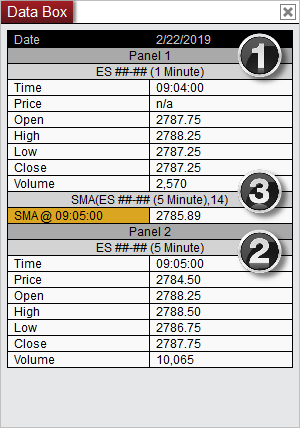 Data Box
Date 2/22/2019
Panel 1
1
ES ##-## (1 Minute)
Time 09:04:00
Price n/a
Open 2787.75
High 2788.25
Low 2787.25
Close 2787.25
Volume 2,570
3
SMA(ES ##-## (5 Minute),14)
SMA @ 09:05:00 2785.89
Panel 2
2
ES ##-## (5 Minute)
Time 09:05:00
Price 2784.50
Open 2788.25
High 2788.50
Low 2786.75
Close 2787.75
Volume 10,065